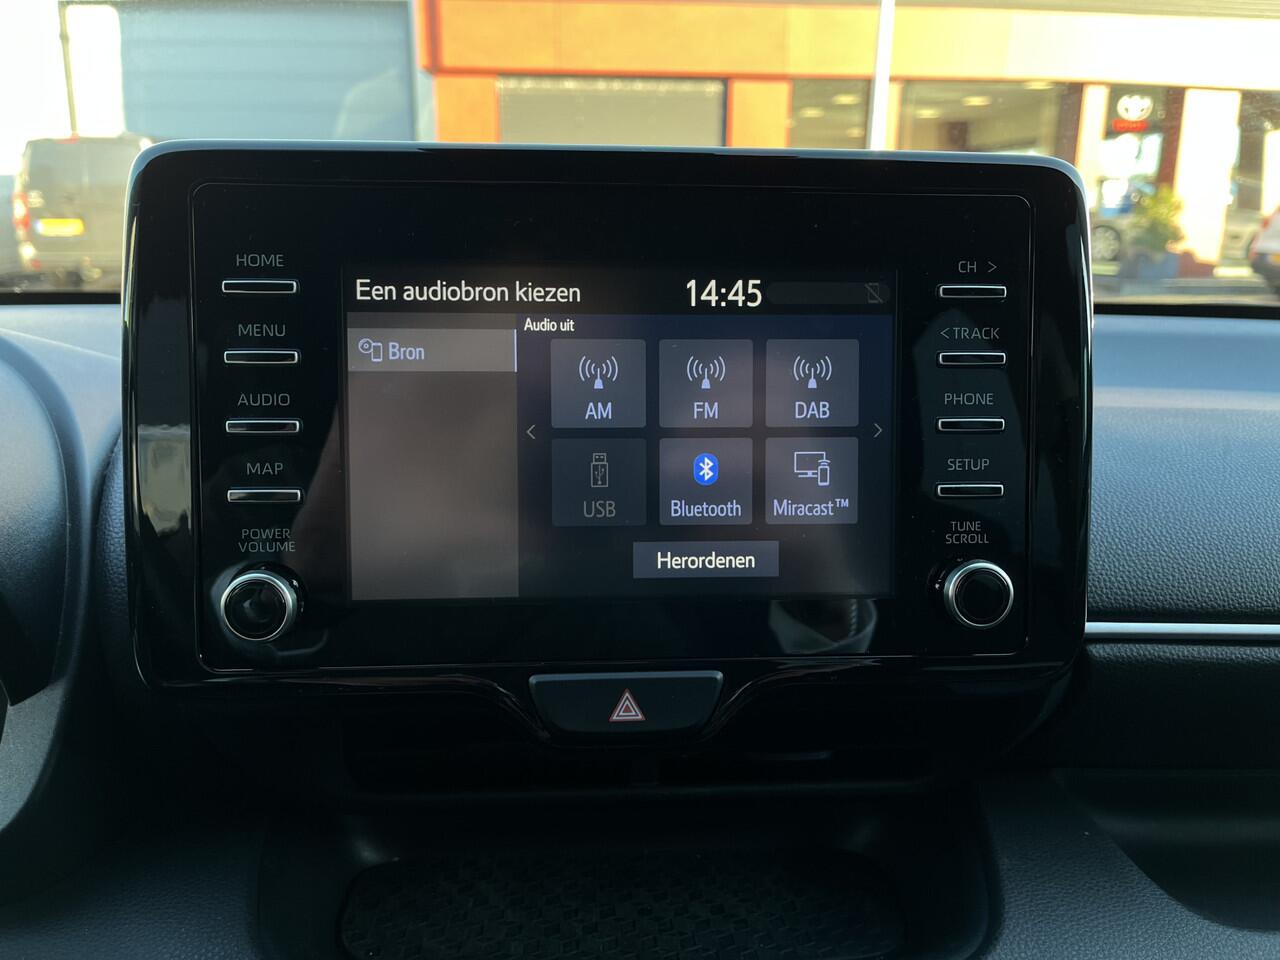 HOME
MENU
AUDIO
MAP
POWER
VOLUME
Een audiobron kiezen
14:45
Bron
Audio uit
AM
FM
DAB
USB
Bluetooth
Miracast™
Herordenen
CH >
< TRACK
PHONE
SETUP
TUNE
SCROLL